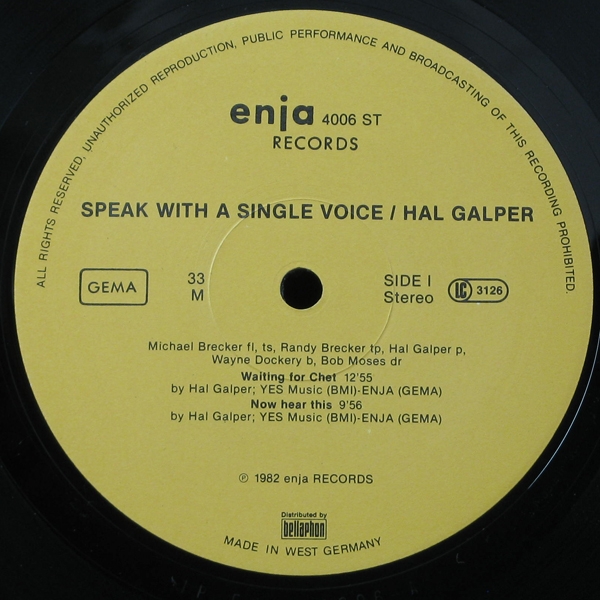 ALL RIGHTS RESERVED, UNAUTHORIZED REPRODUCTION, PUBLIC PERFORMANCE AND BROADCASTING OF THIS RECORDING PROHIBITED.
enja 4006 ST
RECORDS
SPEAK WITH A SINGLE VOICE / HAL GALPER
GEMA
33
M
SIDE I
Stereo
LC 3126
Michael Brecker fl, ts, Randy Brecker tp, Hal Galper p,
Wayne Dockery b, Bob Moses dr
Waiting for Chet 12'55
by Hal Galper; YES Music (BMI)-ENJA (GEMA)
Now hear this 9'56
by Hal Galper; YES Music (BMI)-ENJA (GEMA)
℗ 1982 enja RECORDS
Distributed by
bellaphon
MADE IN WEST GERMANY